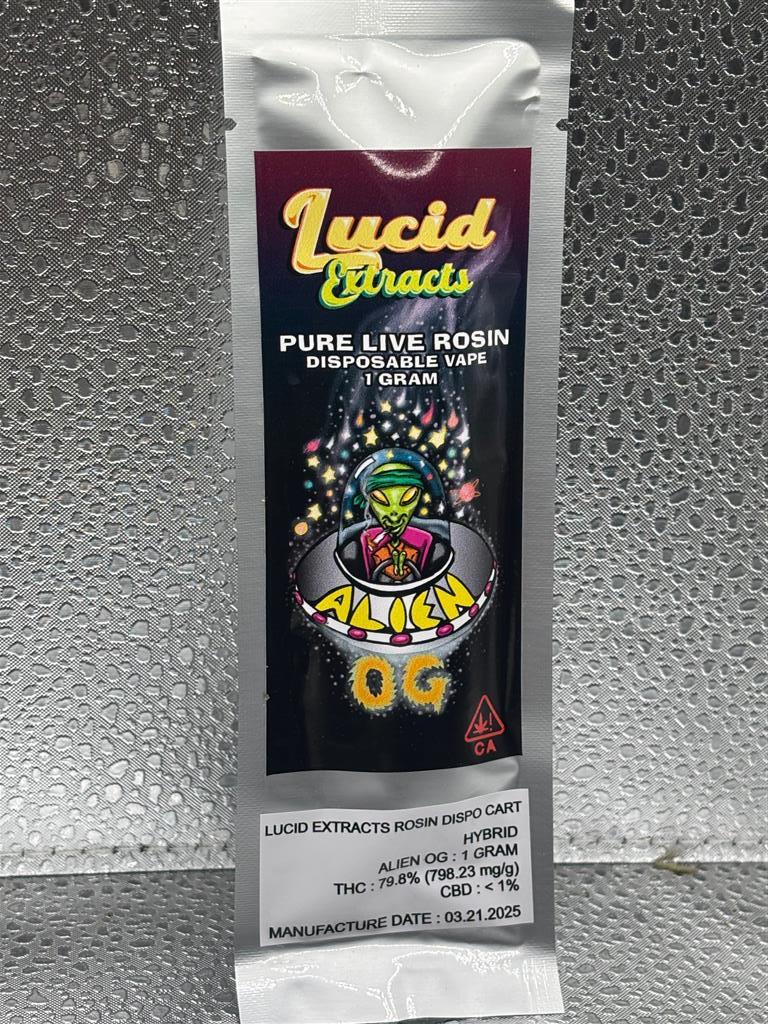 Lucid
Extracts
PURE LIVE ROSIN
DISPOSABLE VAPE
1 GRAM
ALIEN
OG
CA
LUCID EXTRACTS ROSIN DISPO CART
HYBRID
ALIEN OG : 1 GRAM
THC : 79.8% (798.23 mg/g)
CBD : < 1%
MANUFACTURE DATE : 03.21.2025